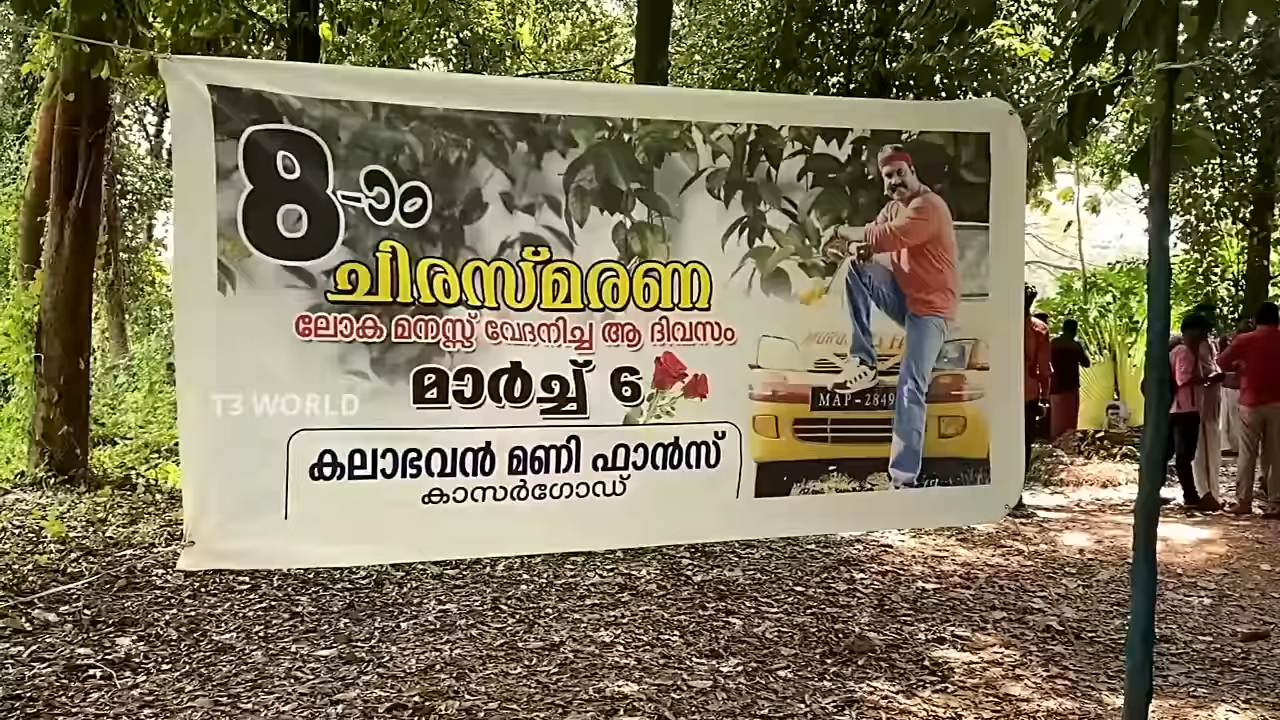 8-ാം
ചിരസ്മരണ
ലോക മനസ്സ് വേദനിച്ച ആ ദിവസം
മാർച്ച് 6
കലാഭവൻ മണി ഫാൻസ്
കാസർഗോഡ്
MAP-2849
T3 WORLD